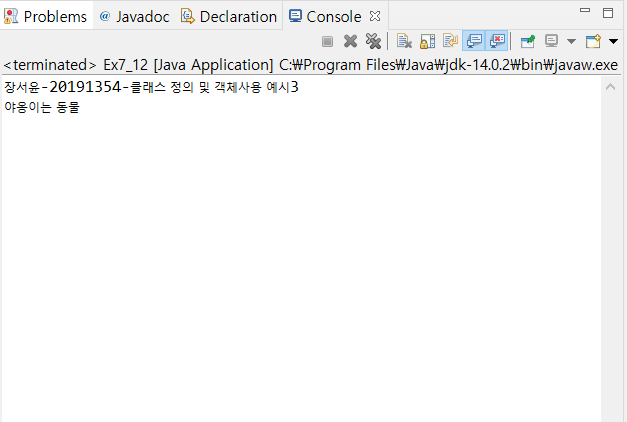 Problems @ Javadoc Declaration Console
<terminated> Ex7_12 [Java Application] C:₩Program Files₩Java₩jdk-14.0.2₩bin₩javaw.exe
장서윤-20191354-클래스 정의 및 객체사용 예시3
야옹이는 동물